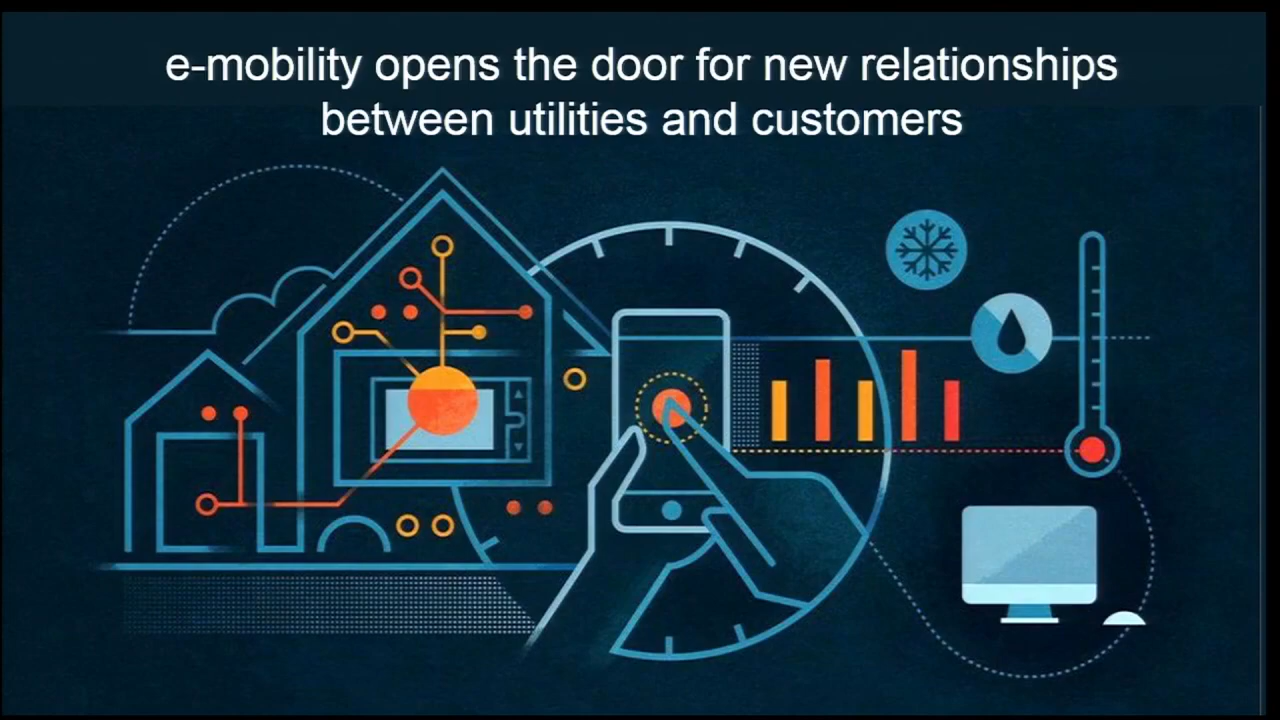 e-mobility opens the door for new relationships
between utilities and customers